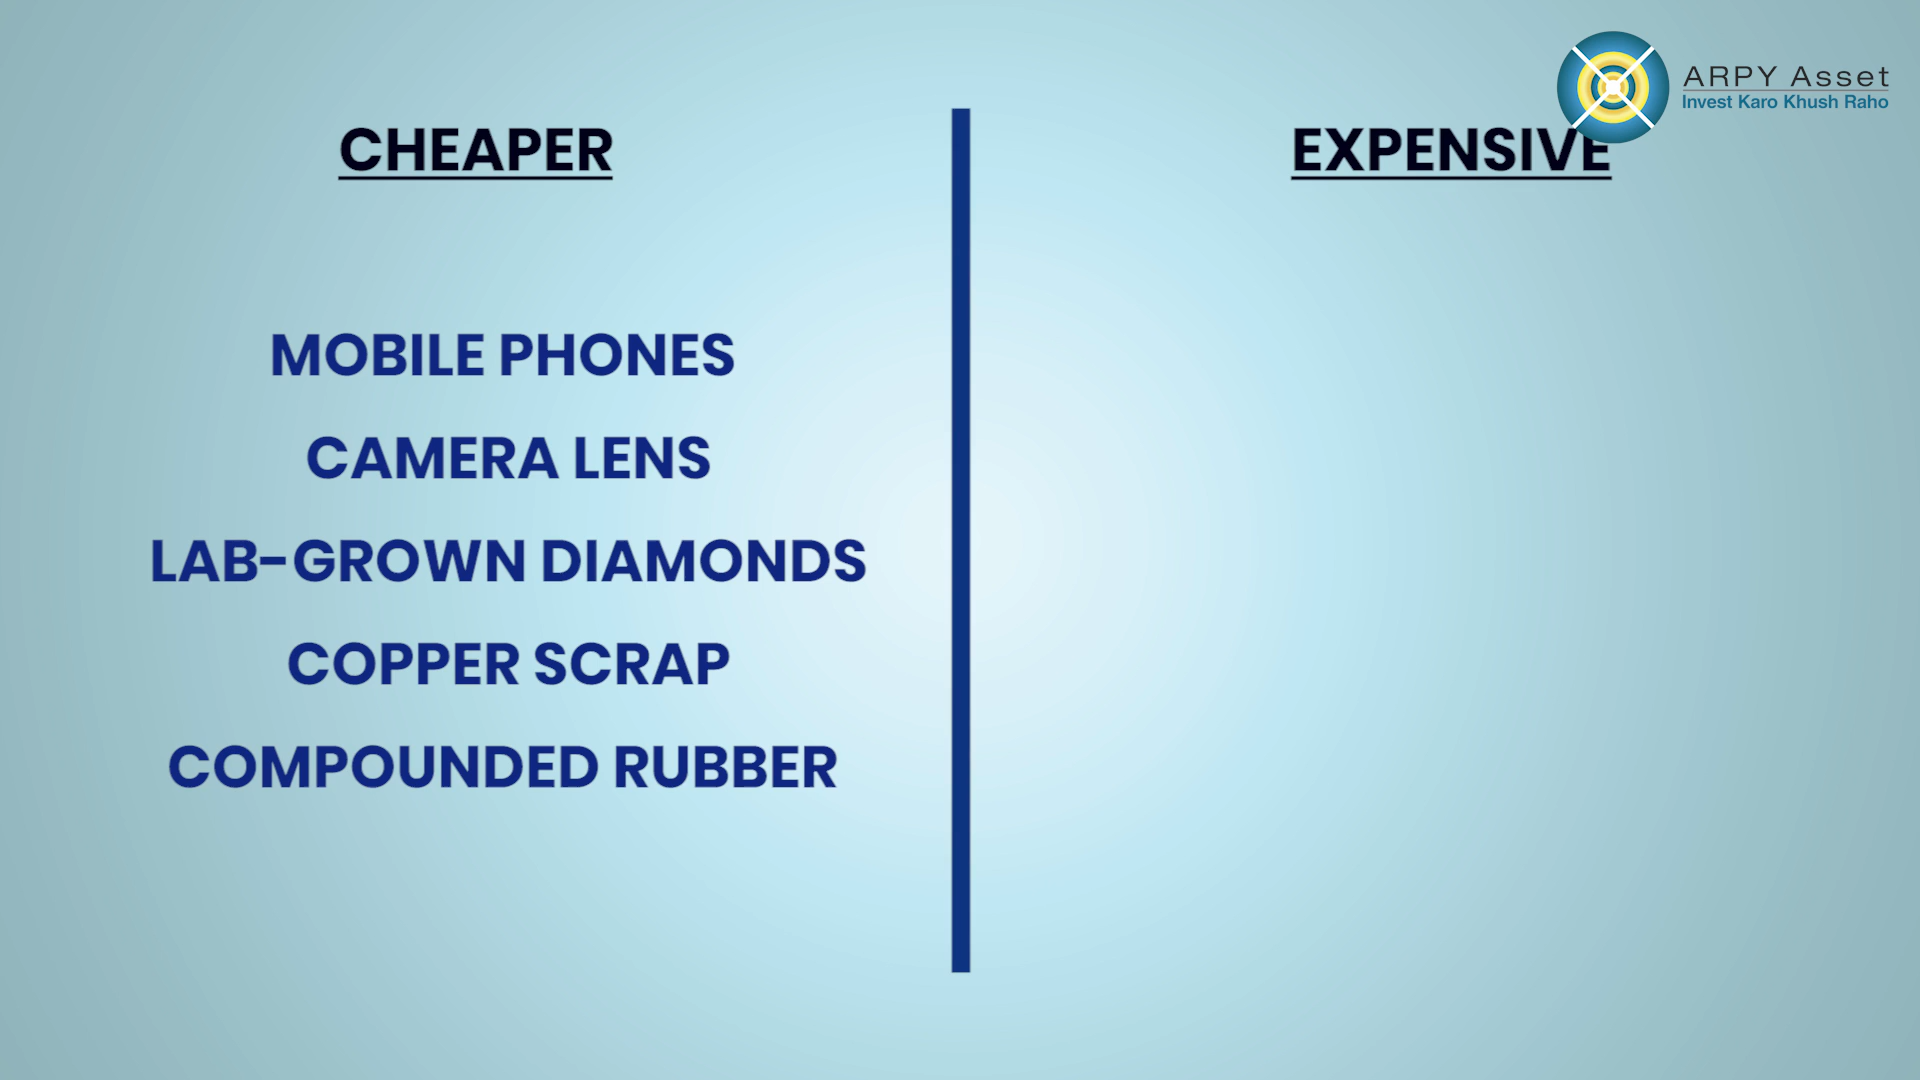 ARPY Asset
Invest Karo Khush Raho
CHEAPER
EXPENSIVE
MOBILE PHONES
CAMERA LENS
LAB-GROWN DIAMONDS
COPPER SCRAP
COMPOUNDED RUBBER